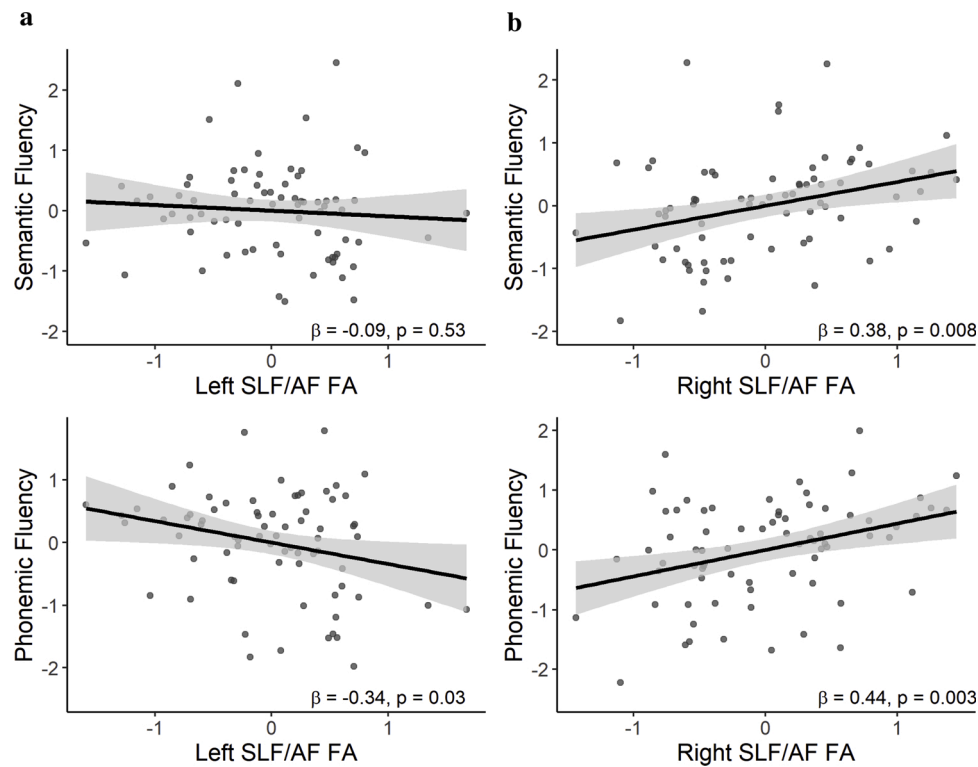 a
Semantic Fluency
2
1
0
-1
-2
β = -0.09, p = 0.53
-1 0 1
Left SLF/AF FA
b
Semantic Fluency
2
1
0
-1
-2
β = 0.38, p = 0.008
-1 0 1
Right SLF/AF FA
Phonemic Fluency
1
0
-1
-2
β = -0.34, p = 0.03
-1 0 1
Left SLF/AF FA
Phonemic Fluency
2
1
0
-1
-2
β = 0.44, p = 0.003
-1 0 1
Right SLF/AF FA